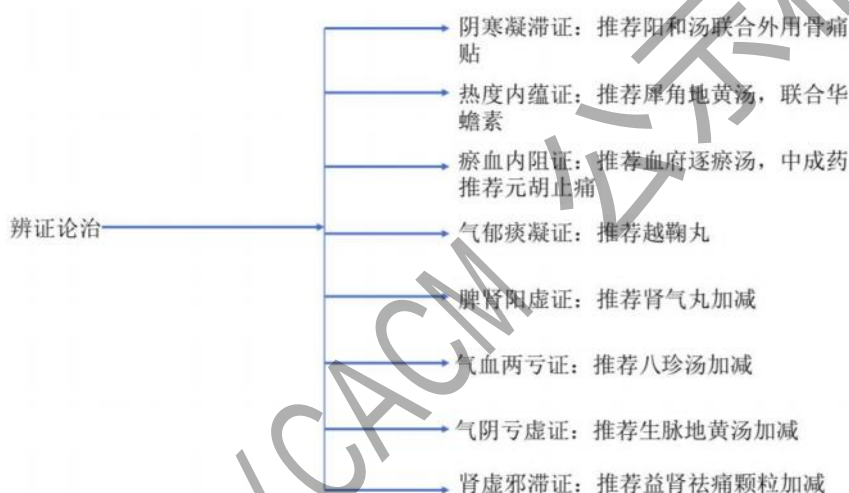 阴寒凝滞证：推荐阳和汤联合外用骨痛
贴
热度内蕴证：推荐犀角地黄汤，联合华
蟾素
瘀血内阻证：推荐血府逐瘀汤，中成药
推荐元胡止痛
辨证论治
气郁痰凝证：推荐越鞠丸
脾肾阳虚证：推荐肾气丸加减
气血两亏证：推荐八珍汤加减
气阴亏虚证：推荐生脉地黄汤加减
肾虚邪滞证：推荐益肾祛痛颗粒加减
CACM 公示